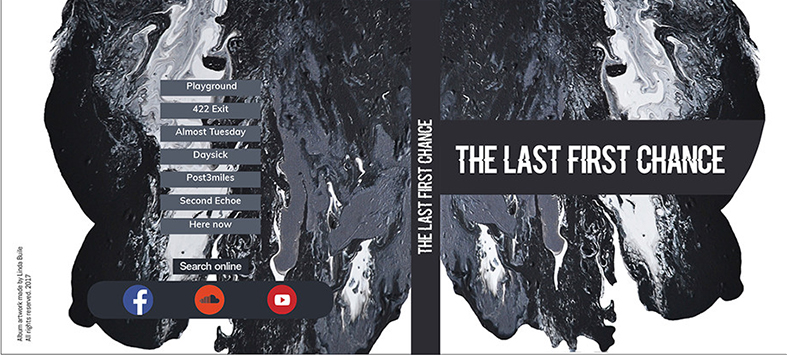 Playground
422 Exit
Almost Tuesday
Daysick
Post3miles
Second Echoe
Here now
Search online
Album artwork made by Linda Buile
All rights reserved. 2017
THE LAST FIRST CHANCE
THE LAST FIRST CHANCE